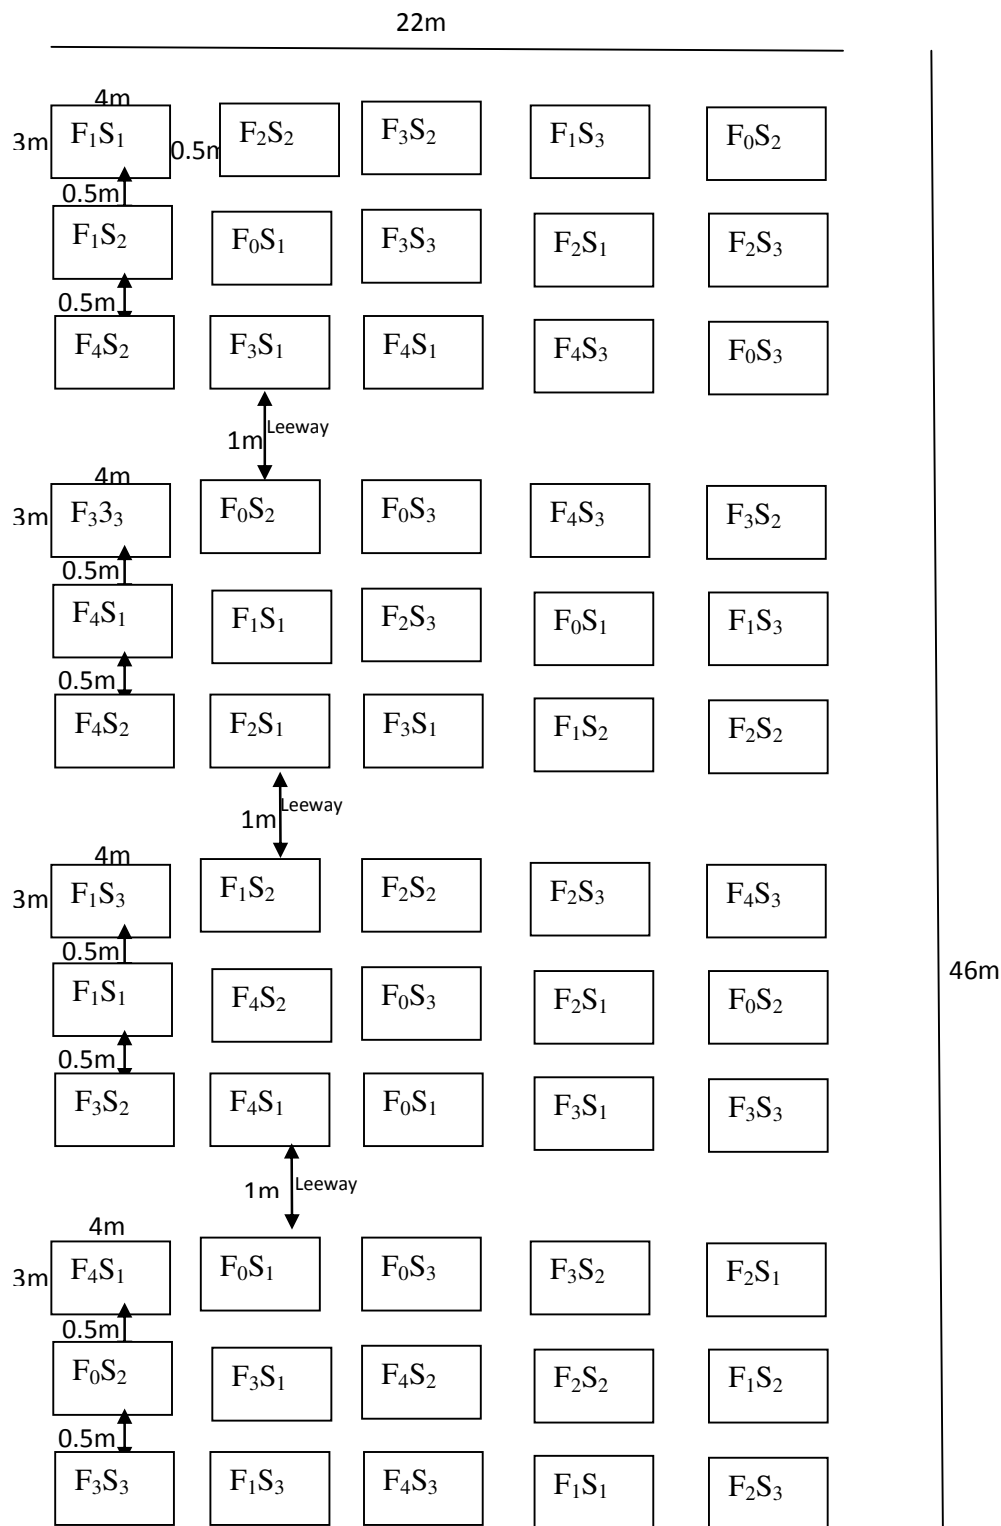 22m
4m
3m F₁S₁ 0.5m F₂S₂ F₃S₂ F₁S₃ F₀S₂
0.5m
F₁S₂ F₀S₁ F₃S₃ F₂S₁ F₂S₃
0.5m
F₄S₂ F₃S₁ F₄S₁ F₄S₃ F₀S₃
1m Leeway
4m
3m F₃3₃ F₀S₂ F₀S₃ F₄S₃ F₃S₂
0.5m
F₄S₁ F₁S₁ F₂S₃ F₀S₁ F₁S₃
0.5m
F₄S₂ F₂S₁ F₃S₁ F₁S₂ F₂S₂
1m Leeway
4m
3m F₁S₃ F₁S₂ F₂S₂ F₂S₃ F₄S₃
0.5m
46m
F₁S₁ F₄S₂ F₀S₃ F₂S₁ F₀S₂
0.5m
F₃S₂ F₄S₁ F₀S₁ F₃S₁ F₃S₃
1m Leeway
4m
3m F₄S₁ F₀S₁ F₀S₃ F₃S₂ F₂S₁
0.5m
F₀S₂ F₃S₁ F₄S₂ F₂S₂ F₁S₂
0.5m
F₃S₃ F₁S₃ F₄S₃ F₁S₁ F₂S₃